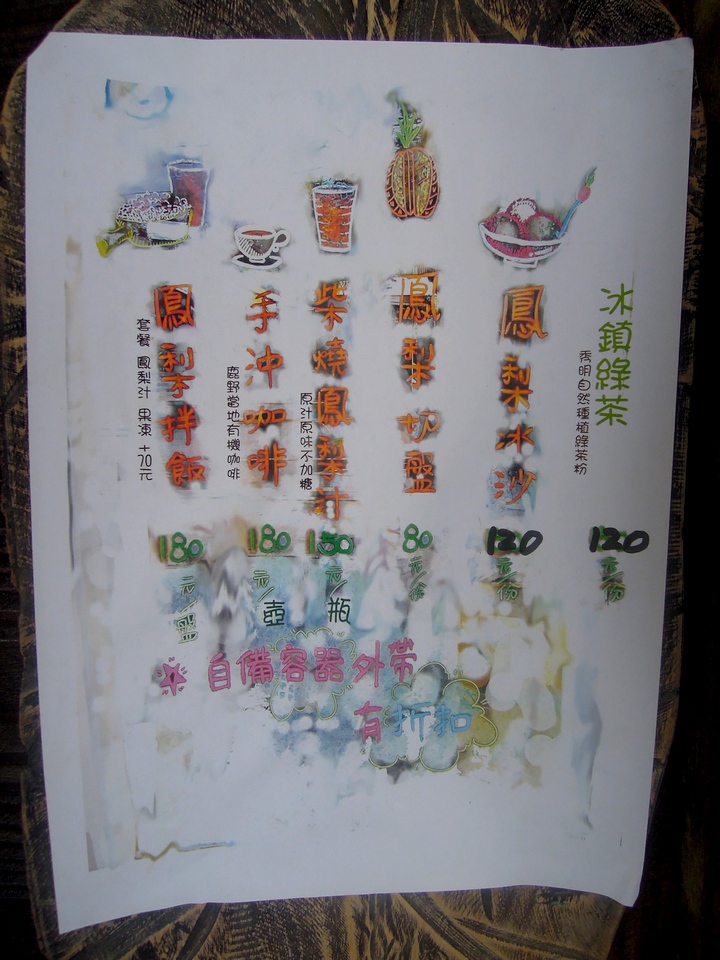 冰鎮綠茶
秀明自然種植綠茶粉
120
元/份
鳳梨冰沙
120
元/份
鳳梨切盤
80
元/份
柴燒鳳梨汁
原汁原味不加糖
150
元/瓶
手沖咖啡
鹿野當地有機咖啡
180
元/壺
鳳梨拌飯
套餐 鳳梨汁 果凍 +70元
180
元/盤
自備容器外帶
有折扣